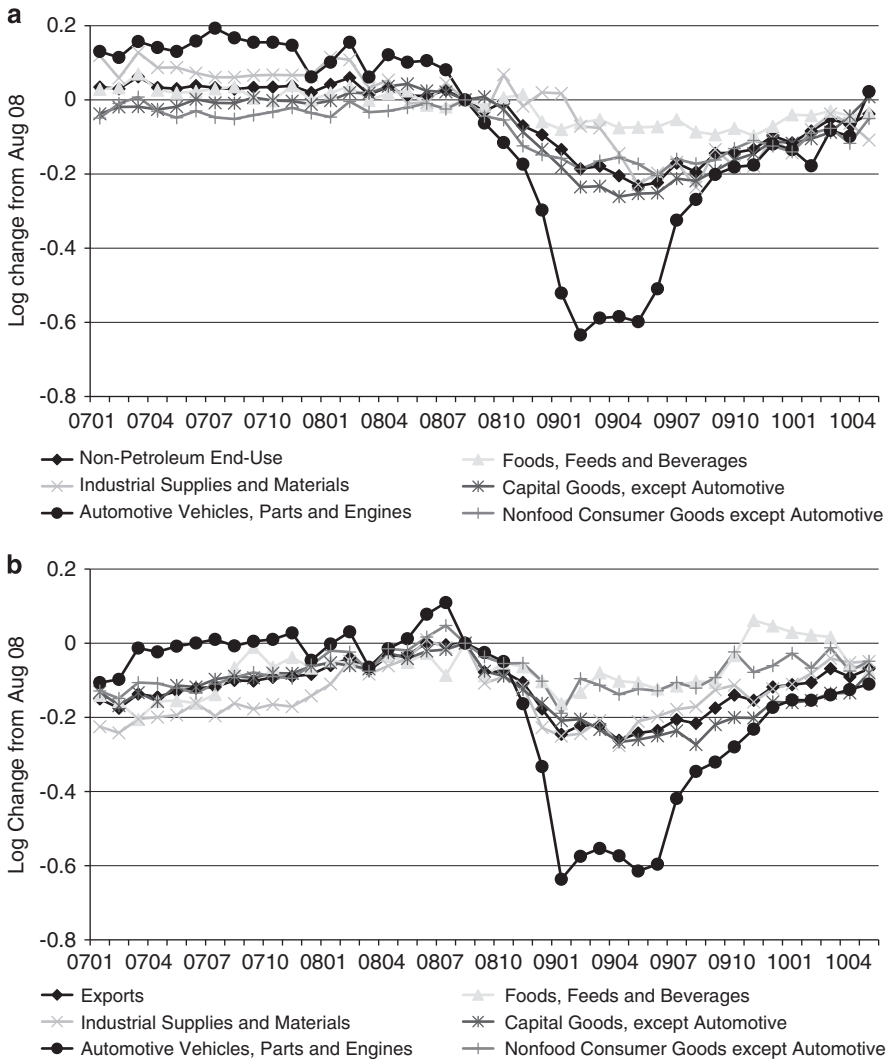 a
0.2
0
-0.2
-0.4
-0.6
-0.8
Log change from Aug 08
0701 0704 0707 0710 0801 0804 0807 0810 0901 0904 0907 0910 1001 1004
Non-Petroleum End-Use
Industrial Supplies and Materials
Automotive Vehicles, Parts and Engines
Foods, Feeds and Beverages
Capital Goods, except Automotive
Nonfood Consumer Goods except Automotive
b
0.2
0
-0.2
-0.4
-0.6
-0.8
Log Change from Aug 08
0701 0704 0707 0710 0801 0804 0807 0810 0901 0904 0907 0910 1001 1004
Exports
Industrial Supplies and Materials
Automotive Vehicles, Parts and Engines
Foods, Feeds and Beverages
Capital Goods, except Automotive
Nonfood Consumer Goods except Automotive